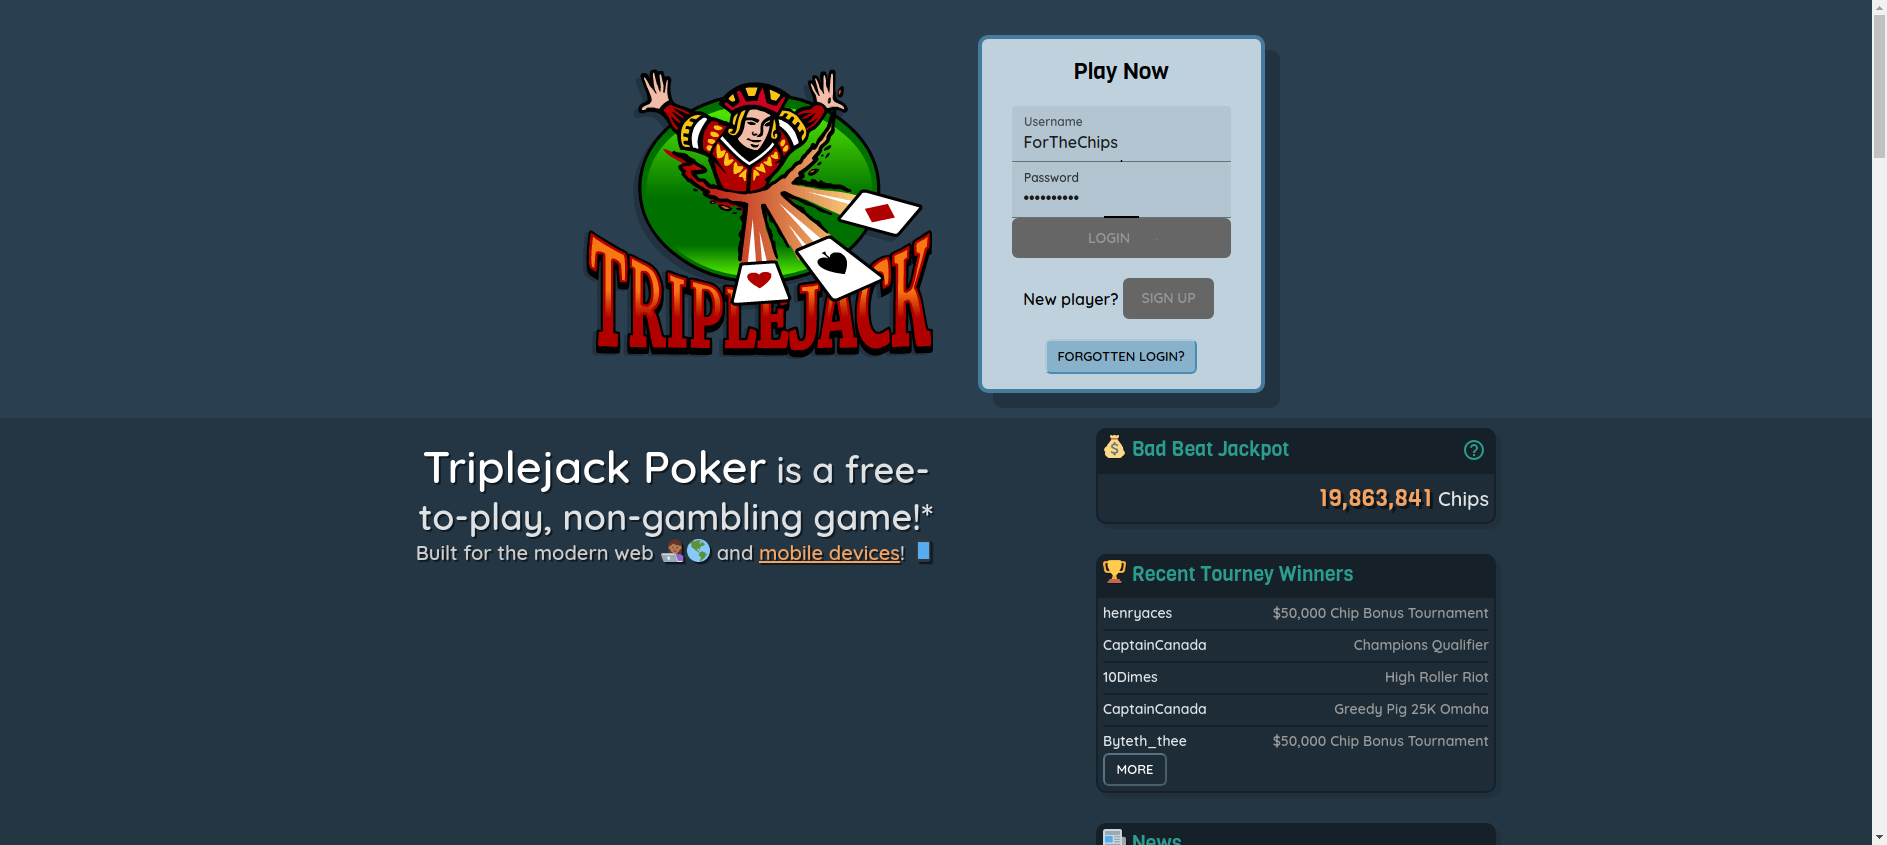 TRIPLEJACK
Play Now
Username
ForTheChips
Password
••••••••••
LOGIN
New player? SIGN UP
FORGOTTEN LOGIN?
Triplejack Poker is a free-
to-play, non-gambling game!*
Built for the modern web and mobile devices!
Bad Beat Jackpot
19,863,841 Chips
Recent Tourney Winners
henryaces $50,000 Chip Bonus Tournament
CaptainCanada Champions Qualifier
10Dimes High Roller Riot
CaptainCanada Greedy Pig 25K Omaha
Byteth_thee $50,000 Chip Bonus Tournament
MORE
News